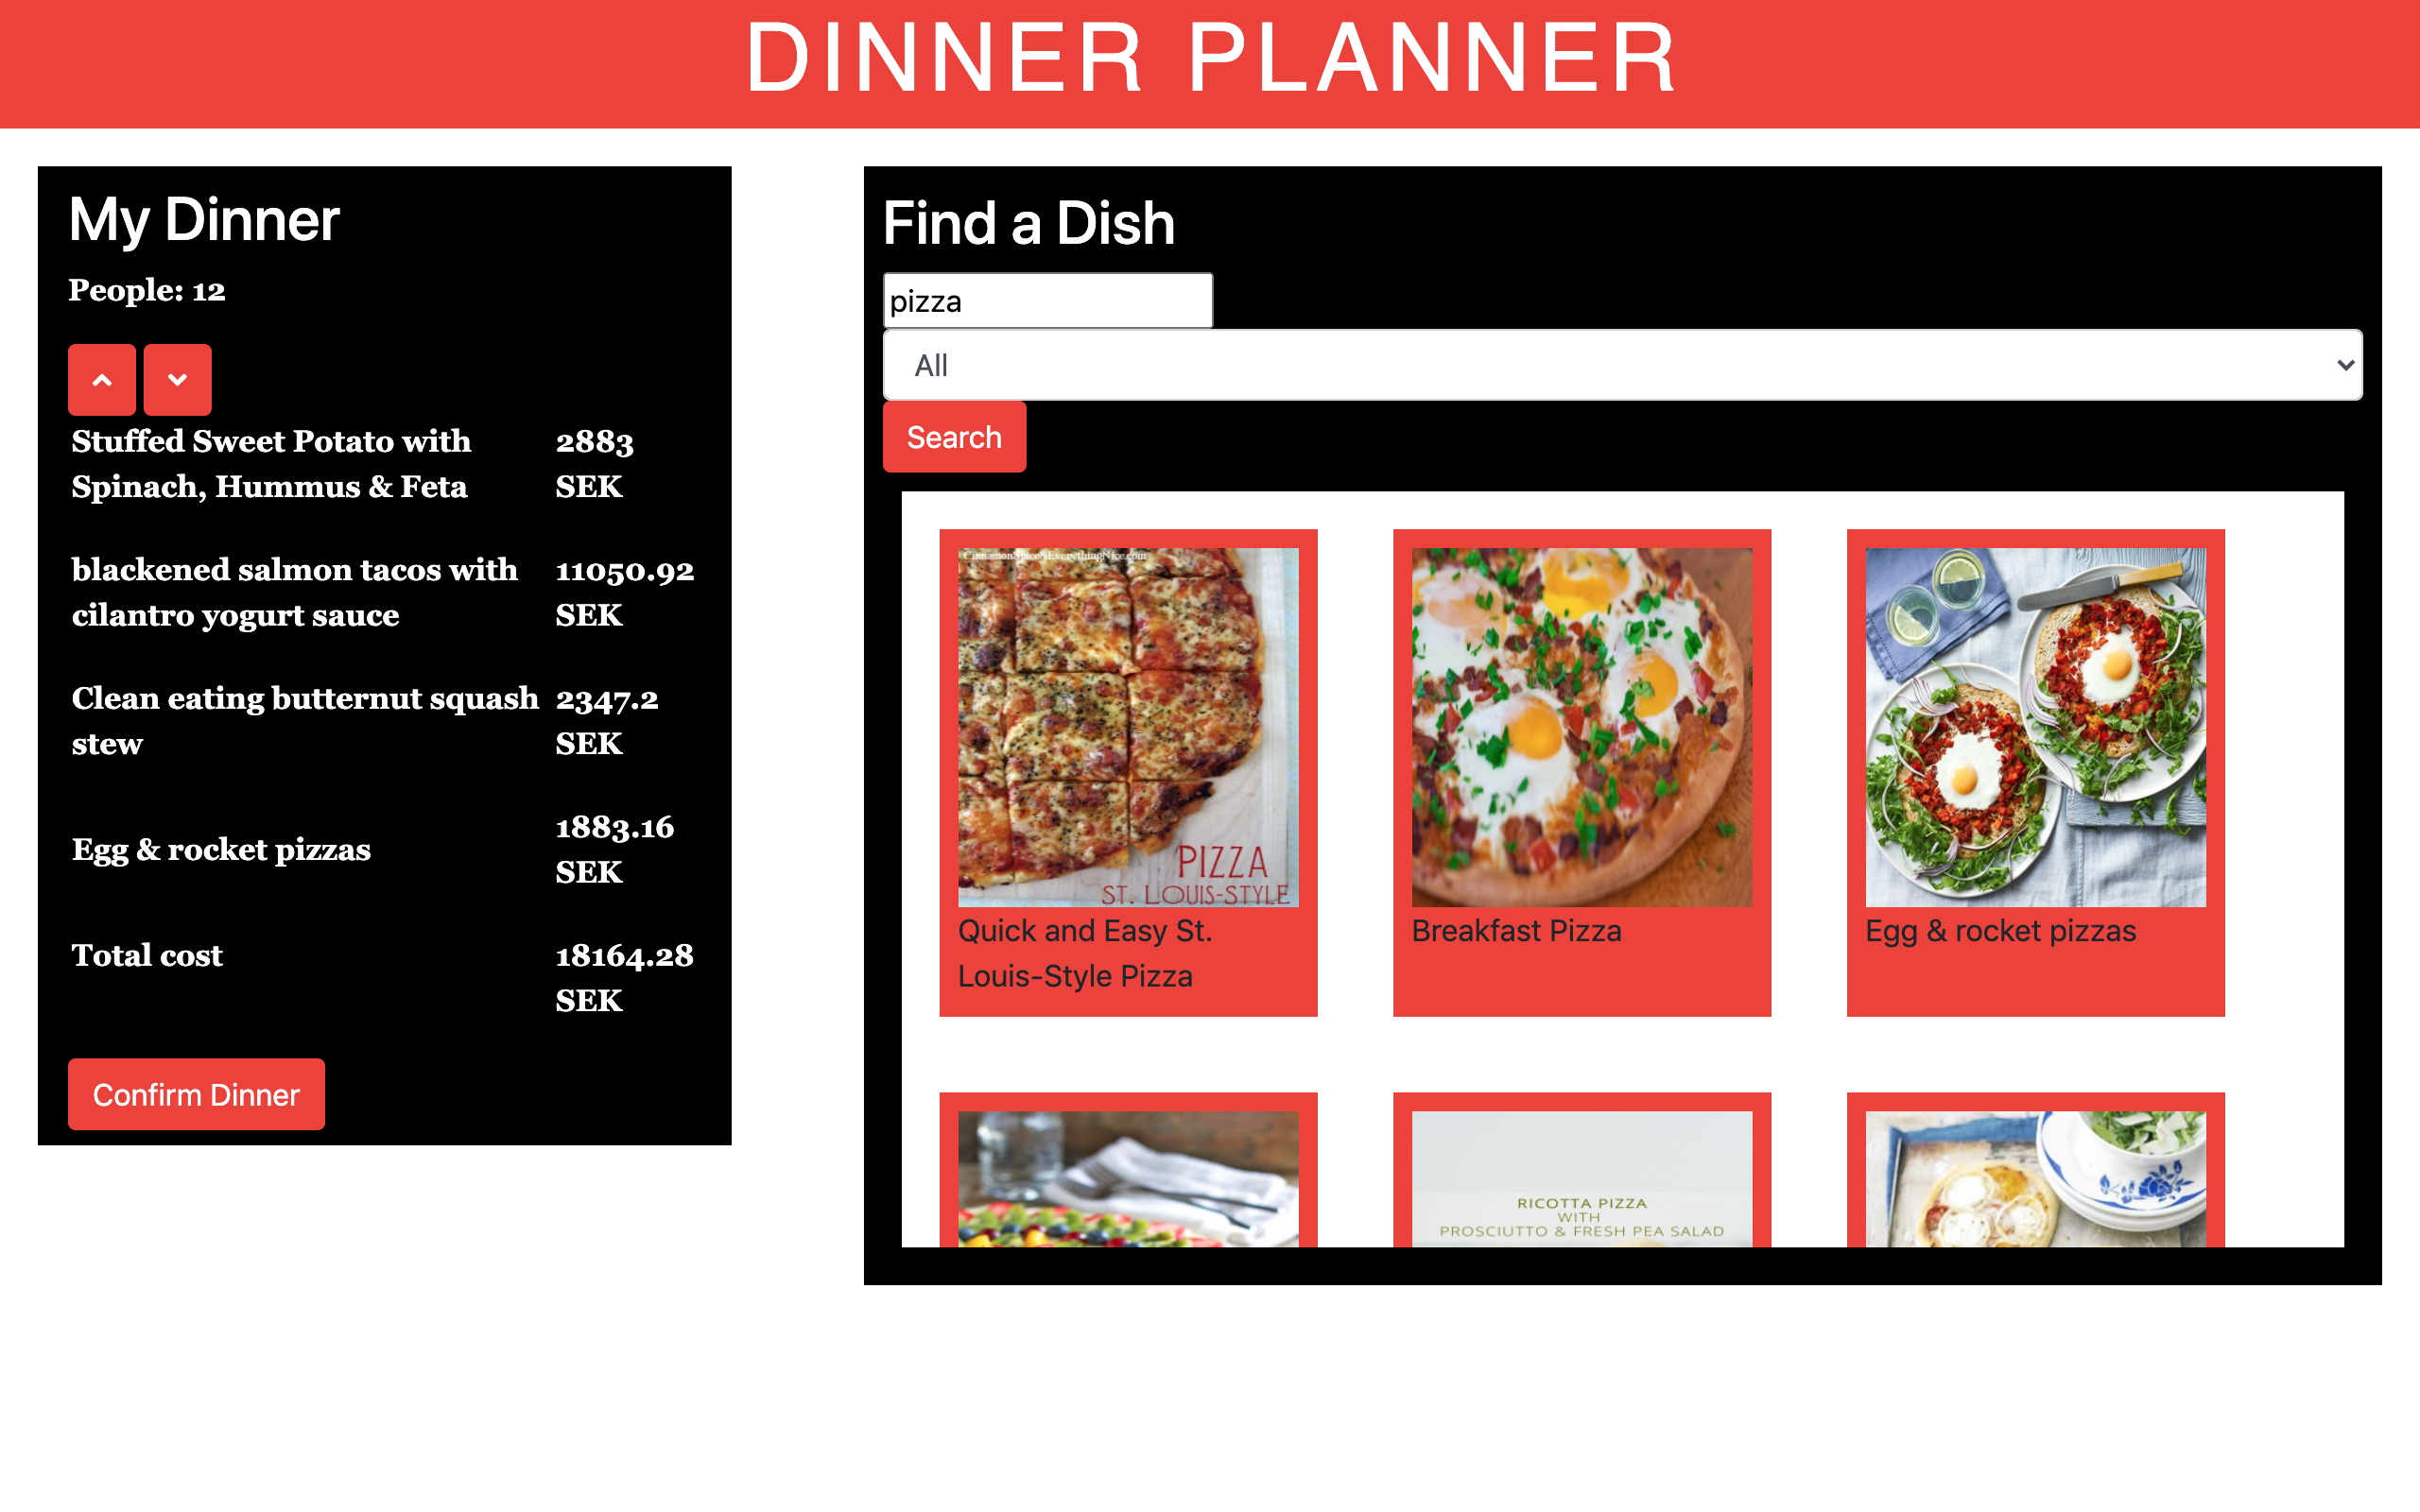 DINNER PLANNER
My Dinner
People: 12
Stuffed Sweet Potato with
Spinach, Hummus & Feta
2883
SEK
blackened salmon tacos with
cilantro yogurt sauce
11050.92
SEK
Clean eating butternut squash
stew
2347.2
SEK
Egg & rocket pizzas
1883.16
SEK
Total cost
18164.28
SEK
Confirm Dinner
Find a Dish
pizza
All
Search
CinnamonSpice&EverythingNice.com
PIZZA
ST. LOUIS-STYLE
Quick and Easy St.
Louis-Style Pizza
Breakfast Pizza
Egg & rocket pizzas
RICOTTA PIZZA
WITH
PROSCIUTTO & FRESH PEA SALAD